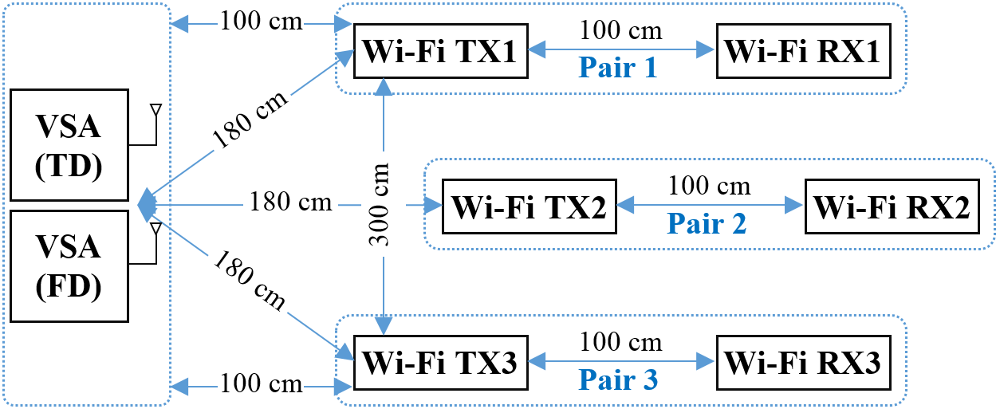 100 cm
Wi-Fi TX1
100 cm
Pair 1
Wi-Fi RX1
180 cm
VSA
(TD)
180 cm
300 cm
Wi-Fi TX2
100 cm
Pair 2
Wi-Fi RX2
VSA
(FD)
180 cm
Wi-Fi TX3
100 cm
Pair 3
Wi-Fi RX3
100 cm